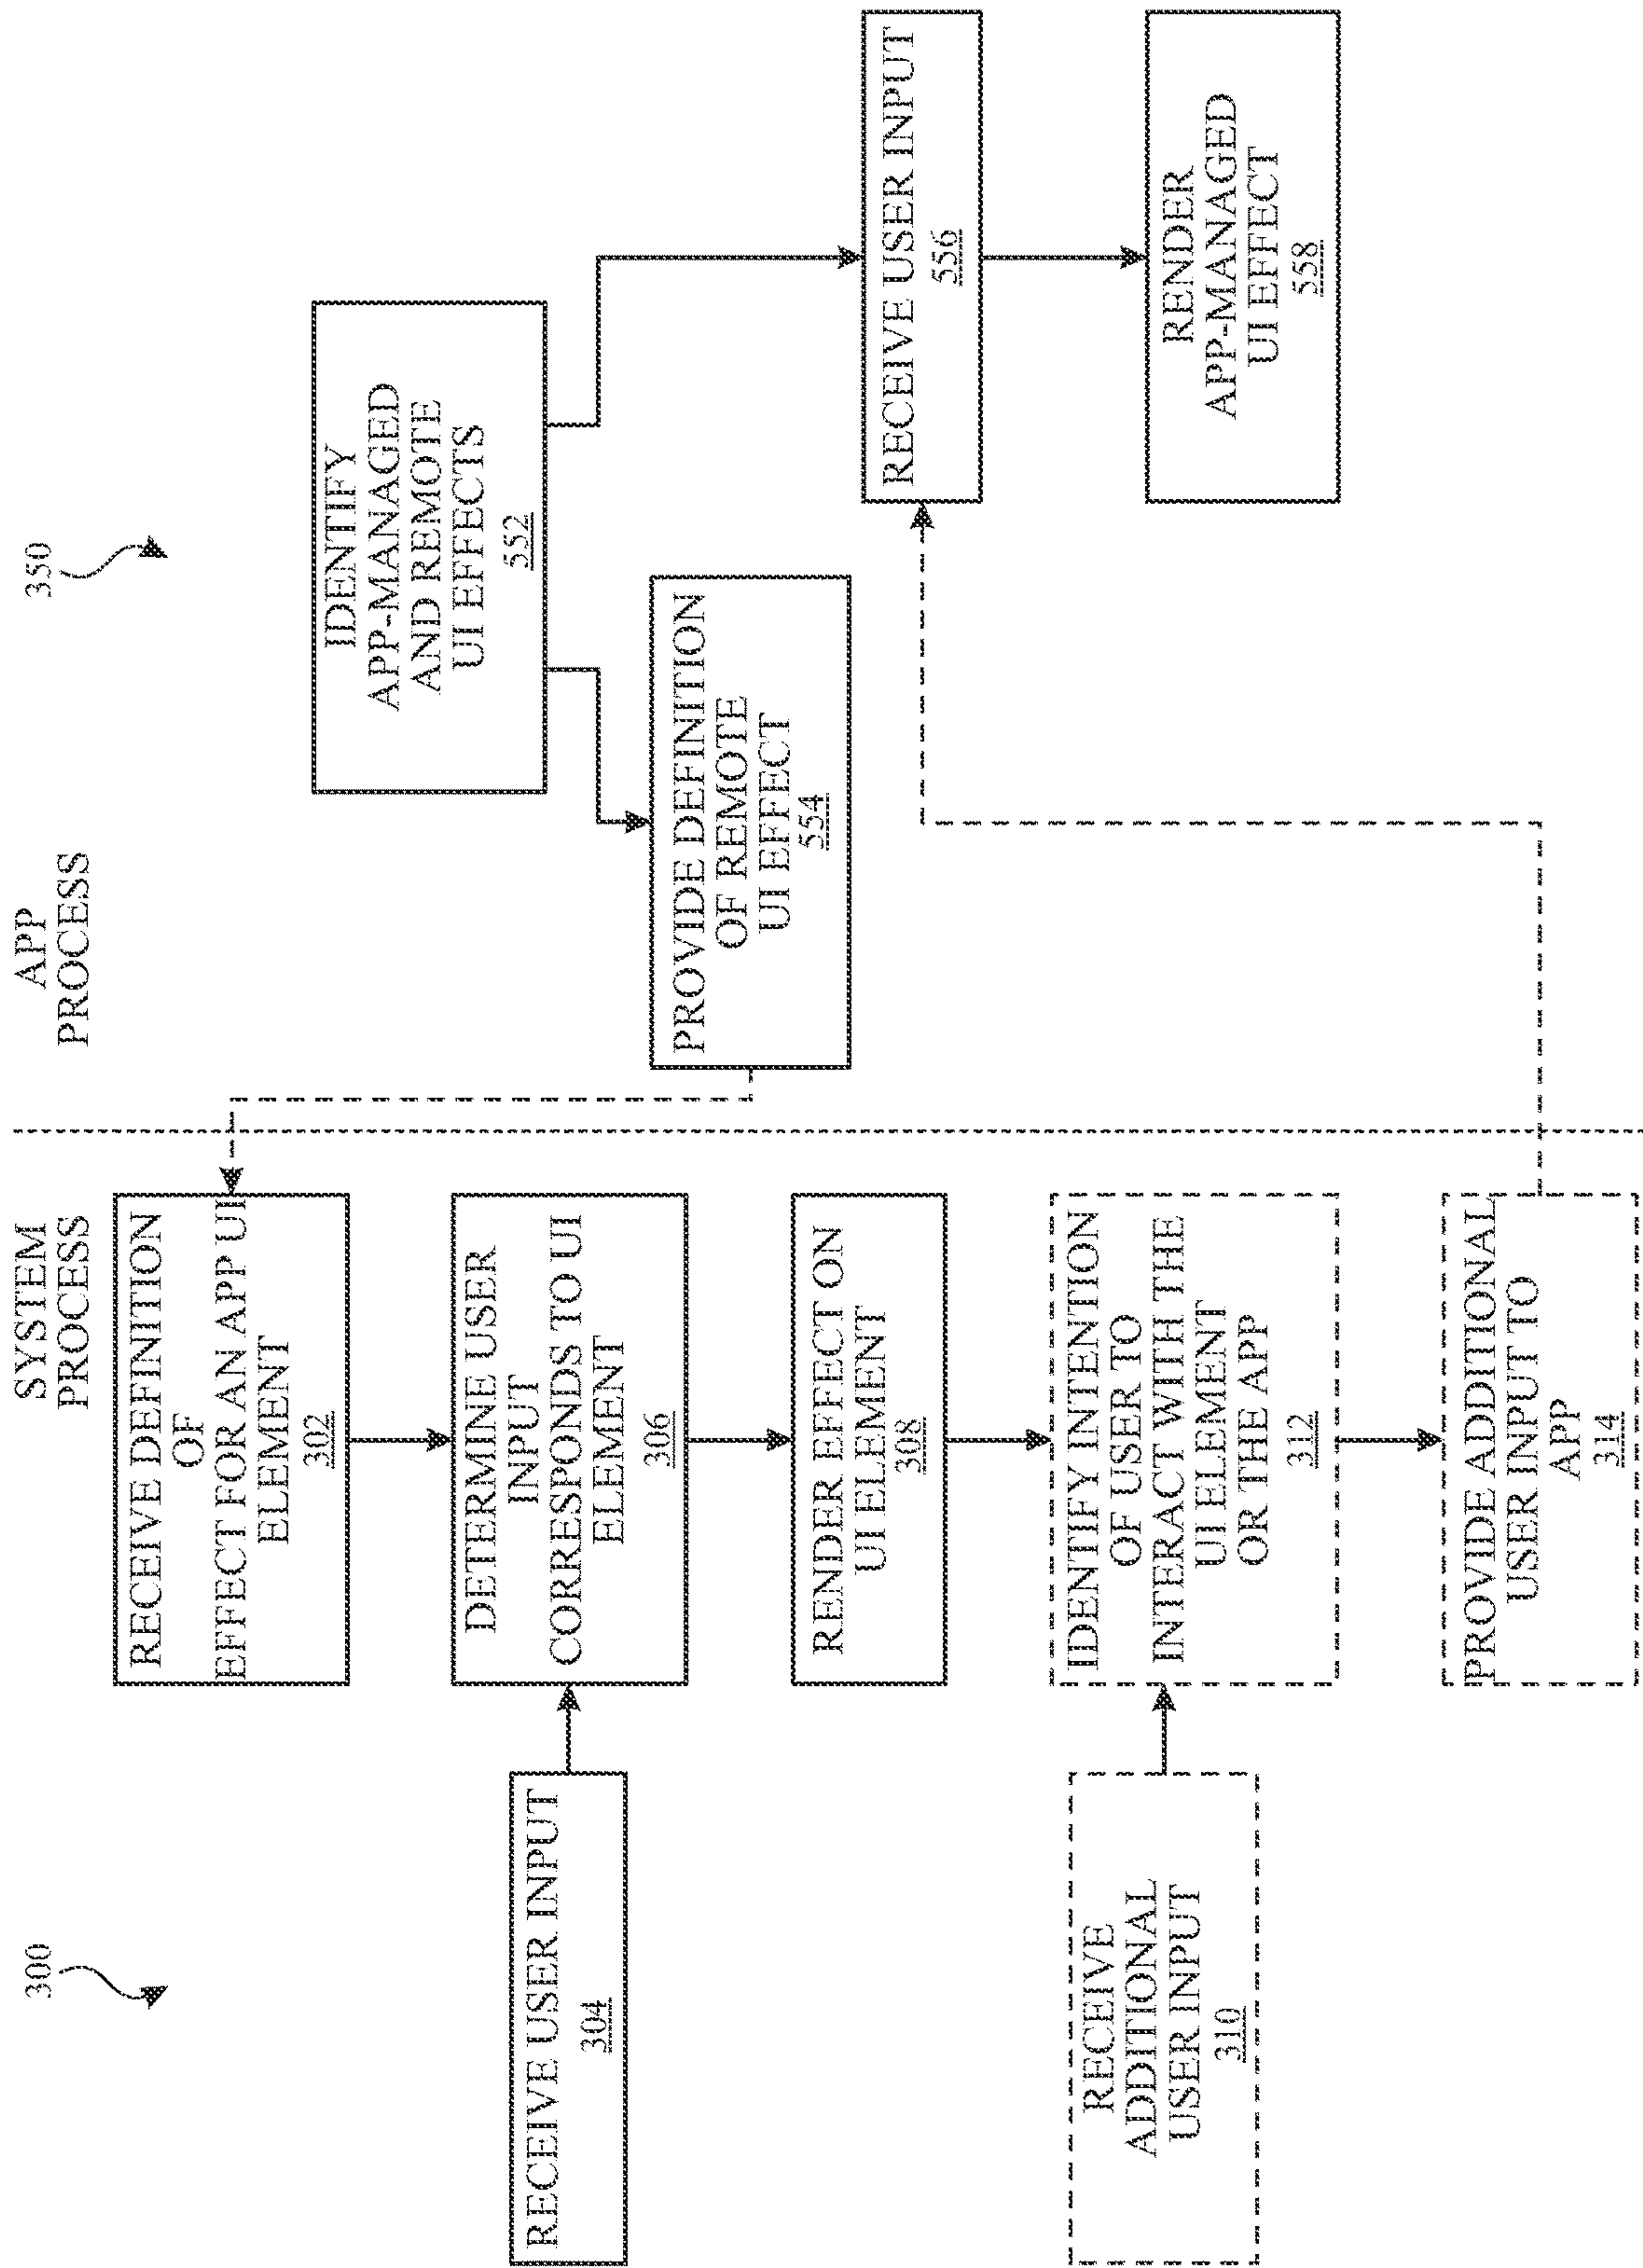 300
SYSTEM
PROCESS
APP
PROCESS
350
RECEIVE DEFINITION
OF
EFFECT FOR AN APP UI
ELEMENT
302
RECEIVE USER INPUT
304
DETERMINE USER
INPUT
CORRESPONDS TO UI
ELEMENT
306
RENDER EFFECT ON
UI ELEMENT
308
RECEIVE
ADDITIONAL
USER INPUT
310
IDENTIFY INTENTION
OF USER TO
INTERACT WITH THE
UI ELEMENT
OR THE APP
312
PROVIDE ADDITIONAL
USER INPUT TO
APP
314
IDENTIFY
APP-MANAGED
AND REMOTE
UI EFFECTS
552
PROVIDE DEFINITION
OF REMOTE
UI EFFECT
554
RECEIVE USER INPUT
556
RENDER
APP-MANAGED
UI EFFECT
558